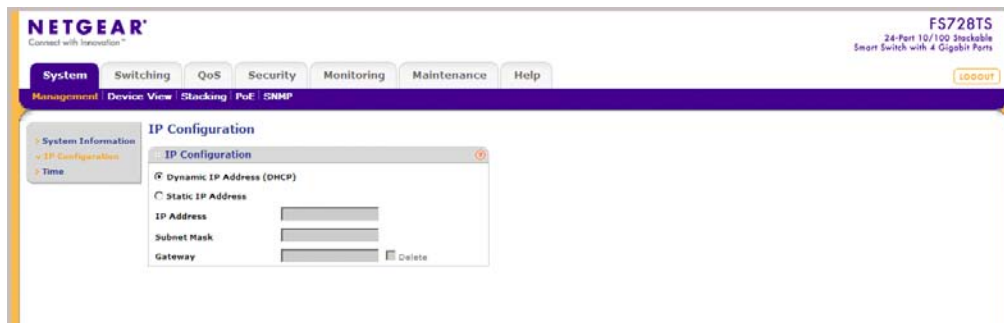 NETGEAR
Connect with Innovation™
FS728TS
24-Port 10/100 Stackable
Smart Switch with 4 Gigabit Ports
System Switching QoS Security Monitoring Maintenance Help
LOGOUT
Management Device View Stacking PoE SNMP
System Information
IP Configuration
Time
IP Configuration
IP Configuration
Dynamic IP Address (DHCP)
Static IP Address
IP Address
Subnet Mask
Gateway Delete